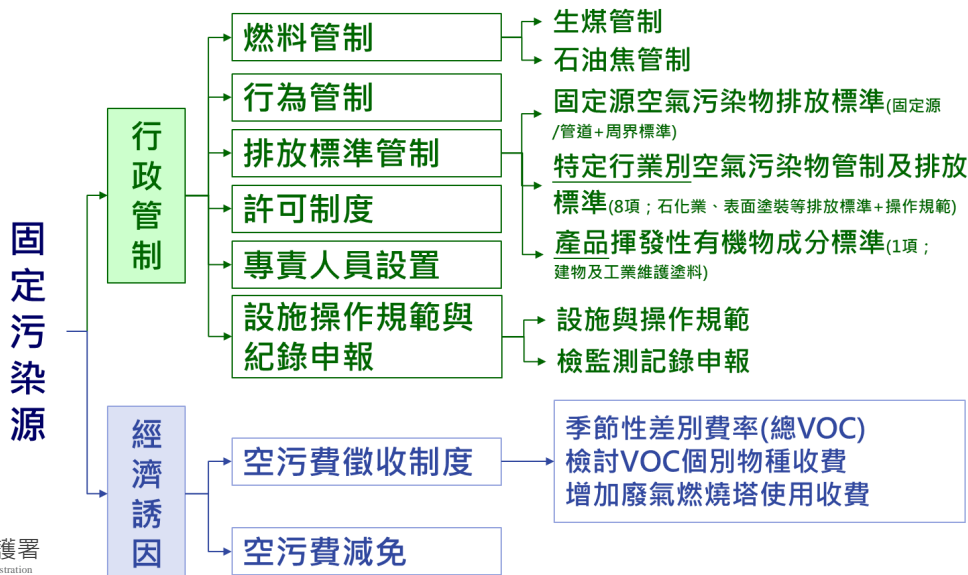 固定污染源
行政管制
燃料管制
生煤管制
石油焦管制
行為管制
排放標準管制
固定源空氣污染物排放標準(固定源
/管道+周界標準)
特定行業別空氣污染物管制及排放
標準(8項；石化業、表面塗裝等排放標準+操作規範)
產品揮發性有機物成分標準(1項；
建物及工業維護塗料)
許可制度
專責人員設置
設施操作規範與
紀錄申報
設施與操作規範
檢監測記錄申報
經濟誘因
空污費徵收制度
季節性差別費率(總VOC)
檢討VOC個別物種收費
增加廢氣燃燒塔使用收費
空污費減免
護署
stration